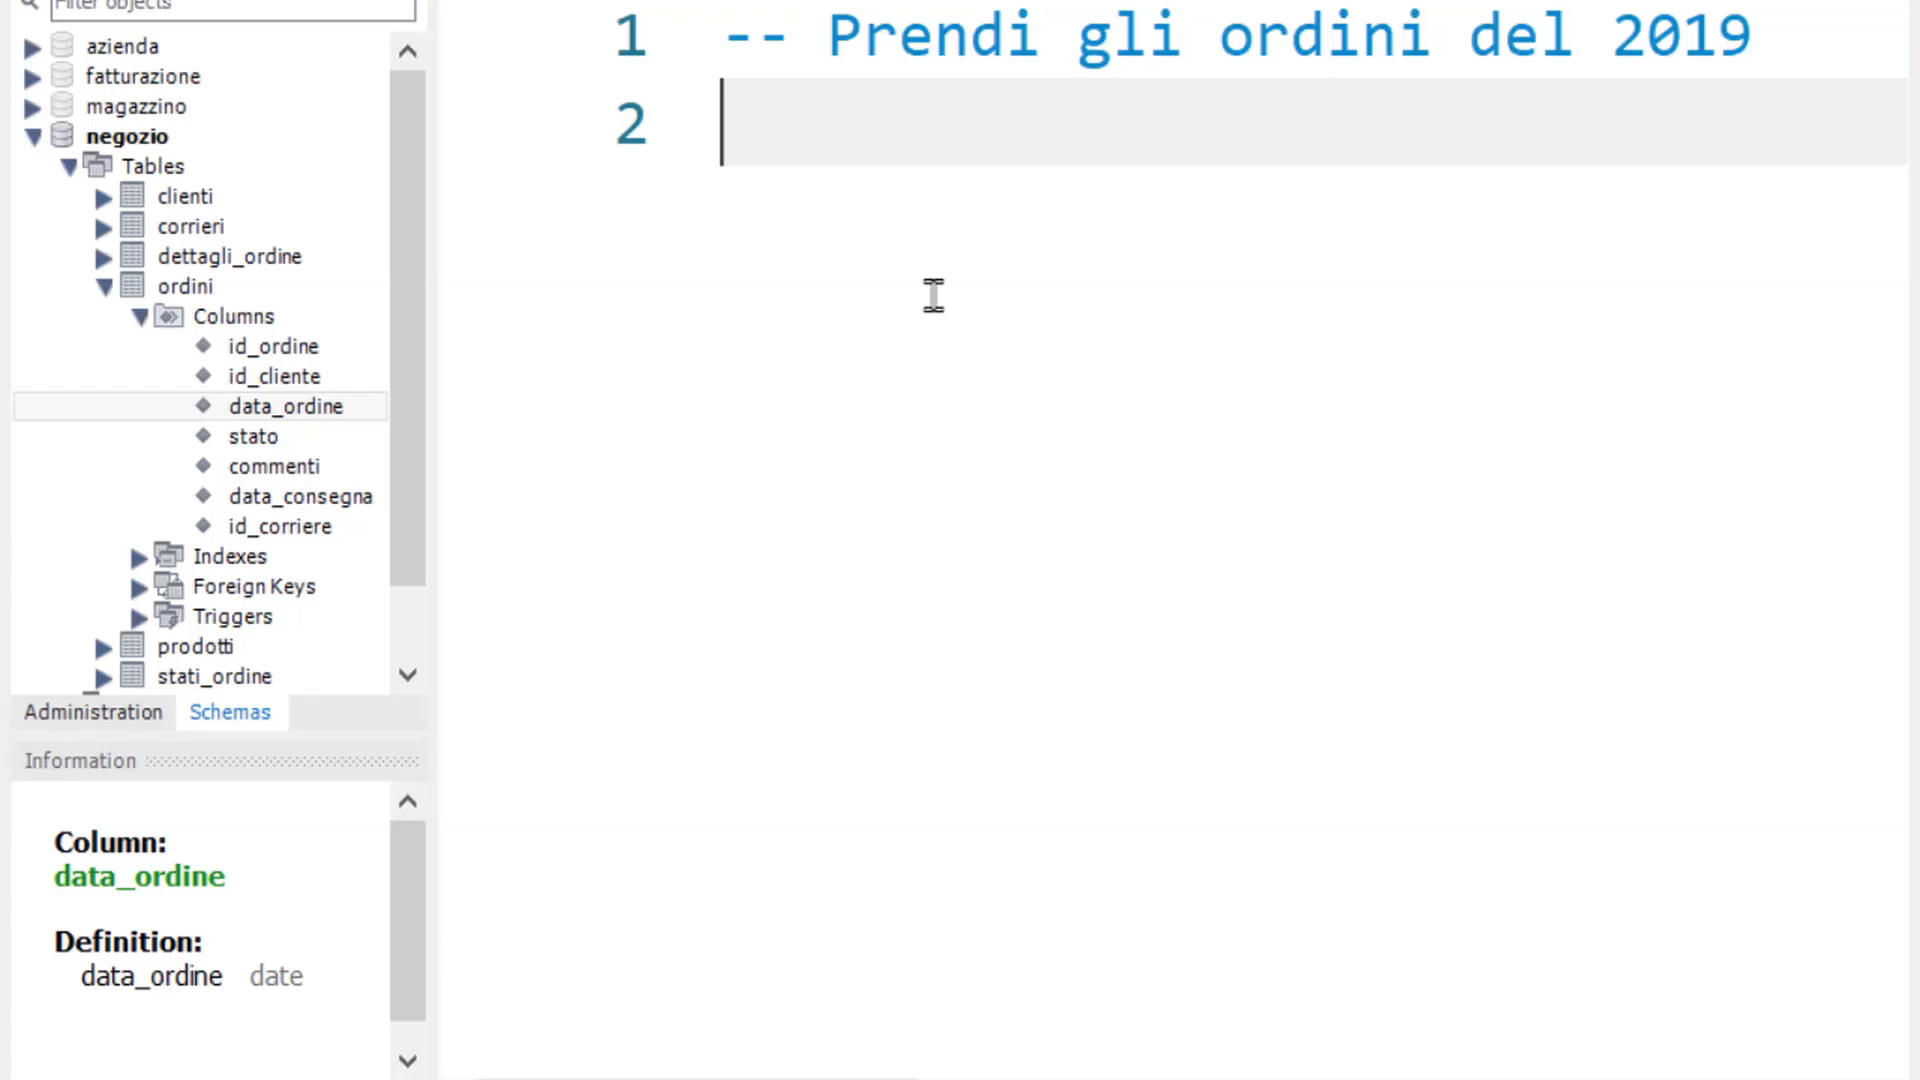 Filter objects
azienda
fatturazione
magazzino
negozio
Tables
clienti
corrieri
dettagli_ordine
ordini
Columns
id_ordine
id_cliente
data_ordine
stato
commenti
data_consegna
id_corriere
Indexes
Foreign Keys
Triggers
prodotti
stati_ordine
Administration Schemas
Information
Column:
data_ordine
Definition:
data_ordine date
1 -- Prendi gli ordini del 2019
2